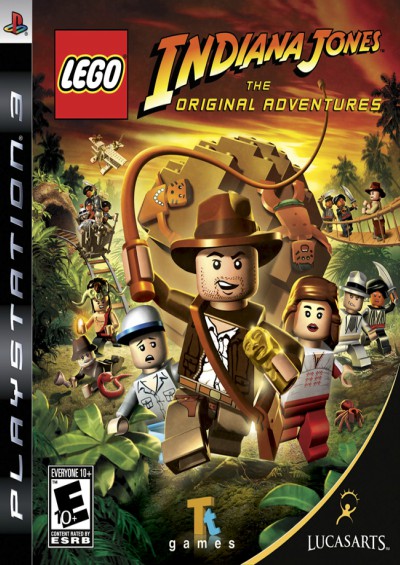 PLAYSTATION 3
LEGO
INDIANA JONES
THE
ORIGINAL ADVENTURES
EVERYONE 10+
E
10+
CONTENT RATED BY
ESRB
Tt
games
LUCASARTS